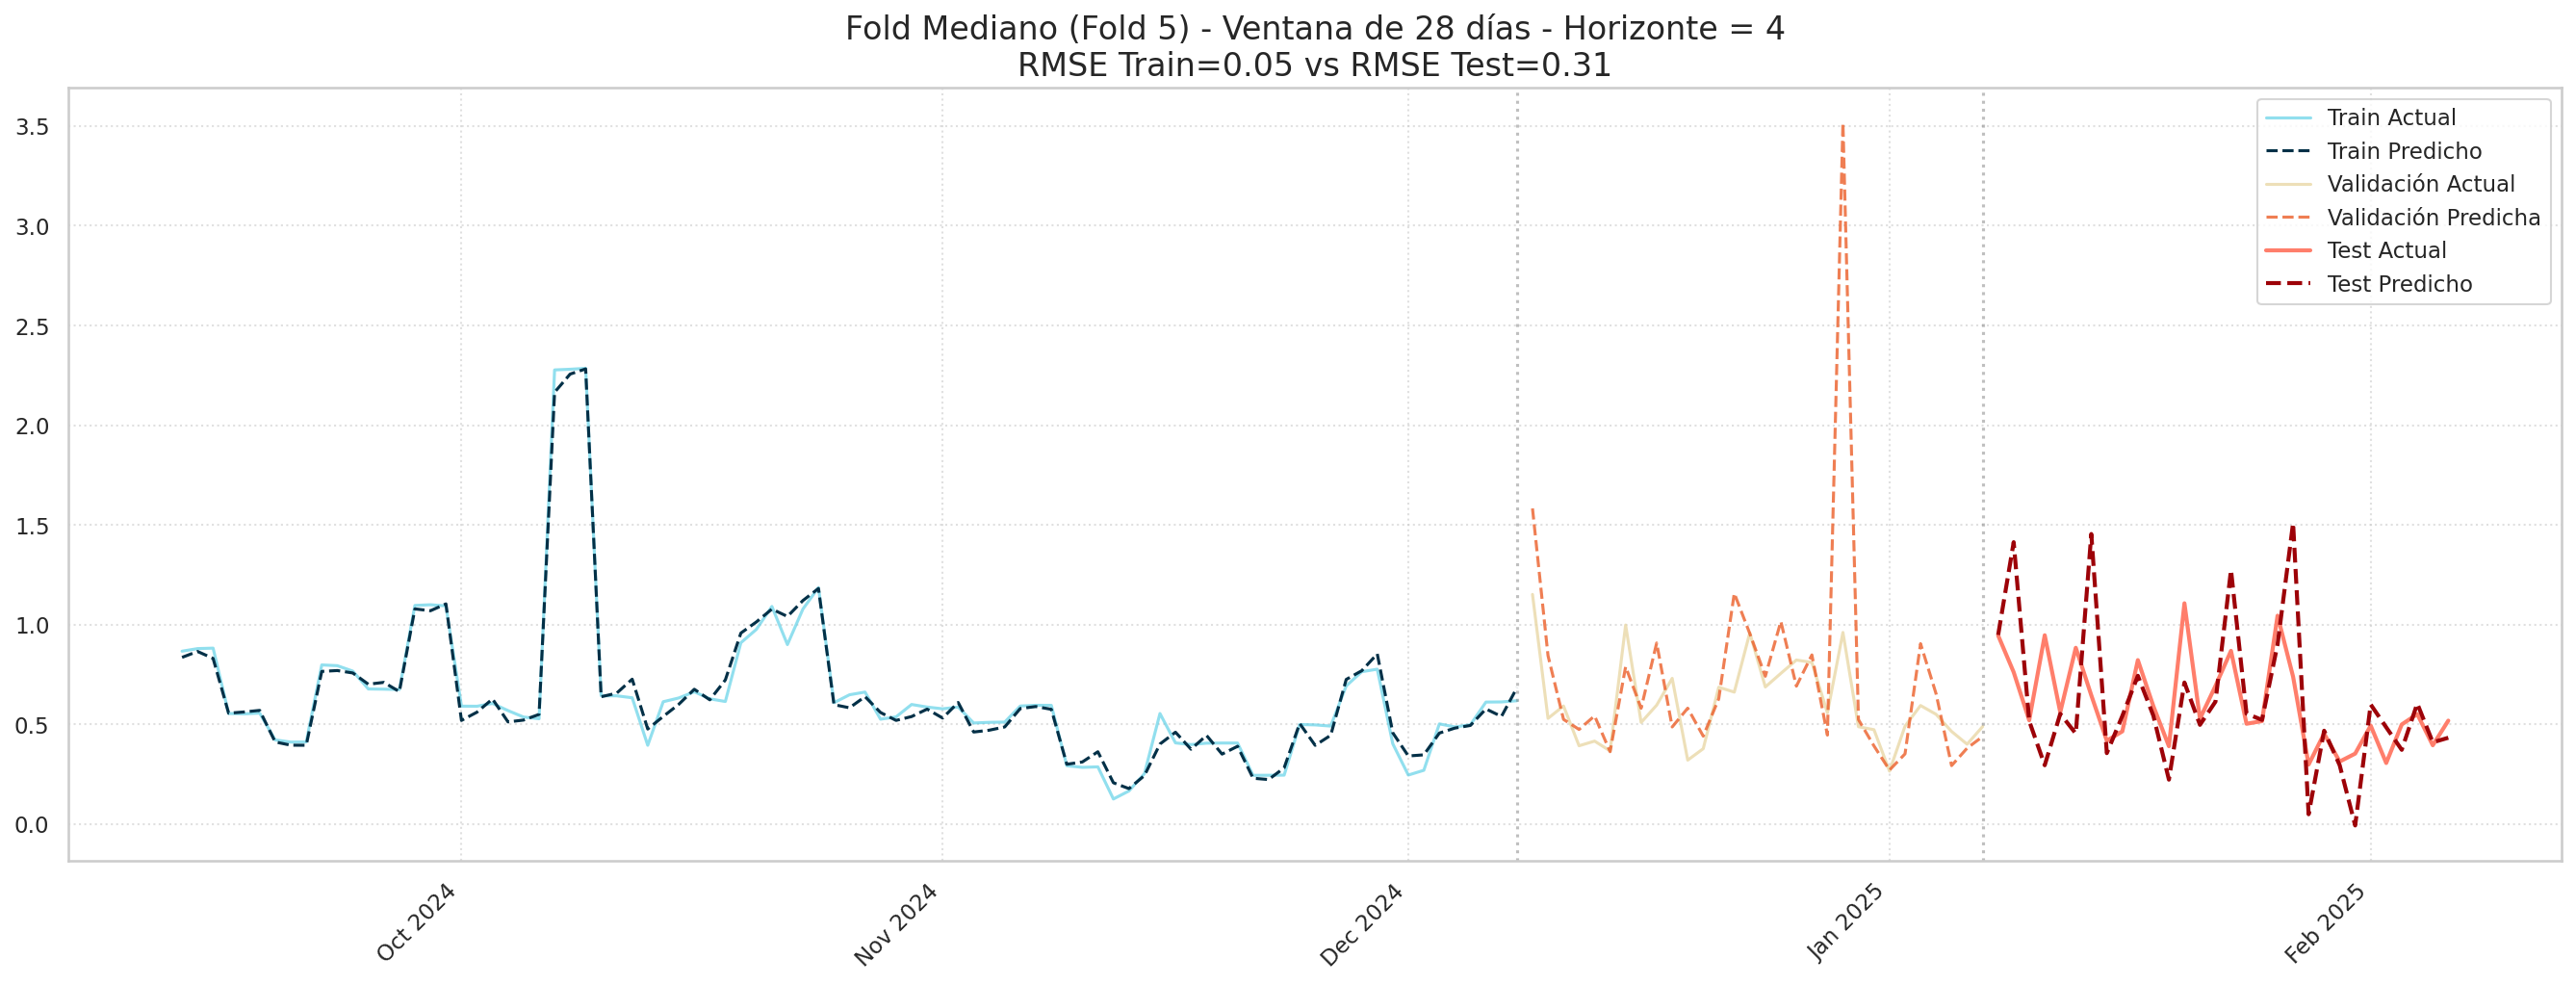 Fold Mediano (Fold 5) - Ventana de 28 días - Horizonte = 4
RMSE Train=0.05 vs RMSE Test=0.31
3.5
3.0
2.5
2.0
1.5
1.0
0.5
0.0
Train Actual
Train Predicho
Validación Actual
Validación Predicha
Test Actual
Test Predicho
Oct 2024
Nov 2024
Dec 2024
Jan 2025
Feb 2025